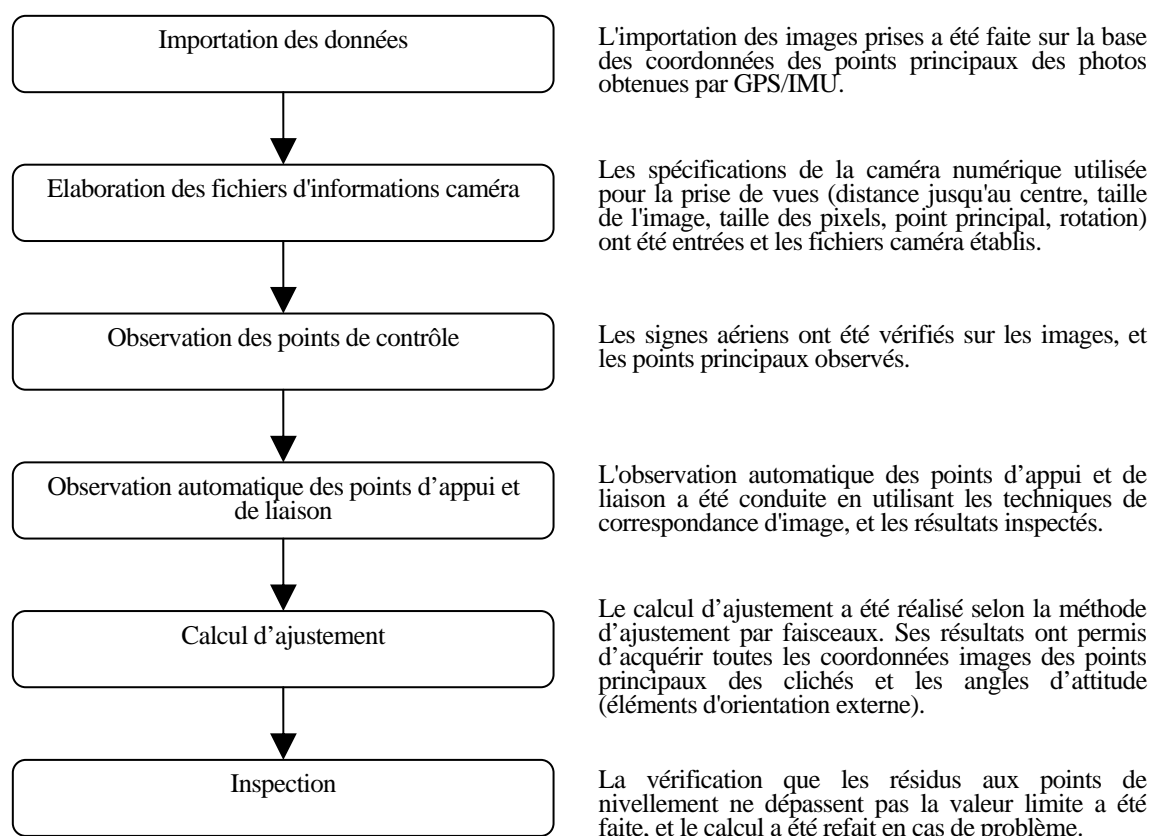 Importation des données
L'importation des images prises a été faite sur la base
des coordonnées des points principaux des photos
obtenues par GPS/IMU.
Elaboration des fichiers d'informations caméra
Les spécifications de la caméra numérique utilisée
pour la prise de vues (distance jusqu'au centre, taille
de l'image, taille des pixels, point principal, rotation)
ont été entrées et les fichiers caméra établis.
Observation des points de contrôle
Les signes aériens ont été vérifiés sur les images, et
les points principaux observés.
Observation automatique des points d’appui et
de liaison
L'observation automatique des points d’appui et de
liaison a été conduite en utilisant les techniques de
correspondance d'image, et les résultats inspectés.
Calcul d’ajustement
Le calcul d’ajustement a été réalisé selon la méthode
d’ajustement par faisceaux. Ses résultats ont permis
d’acquérir toutes les coordonnées images des points
principaux des clichés et les angles d’attitude
(éléments d'orientation externe).
Inspection
La vérification que les résidus aux points de
nivellement ne dépassent pas la valeur limite a été
faite, et le calcul a été refait en cas de problème.